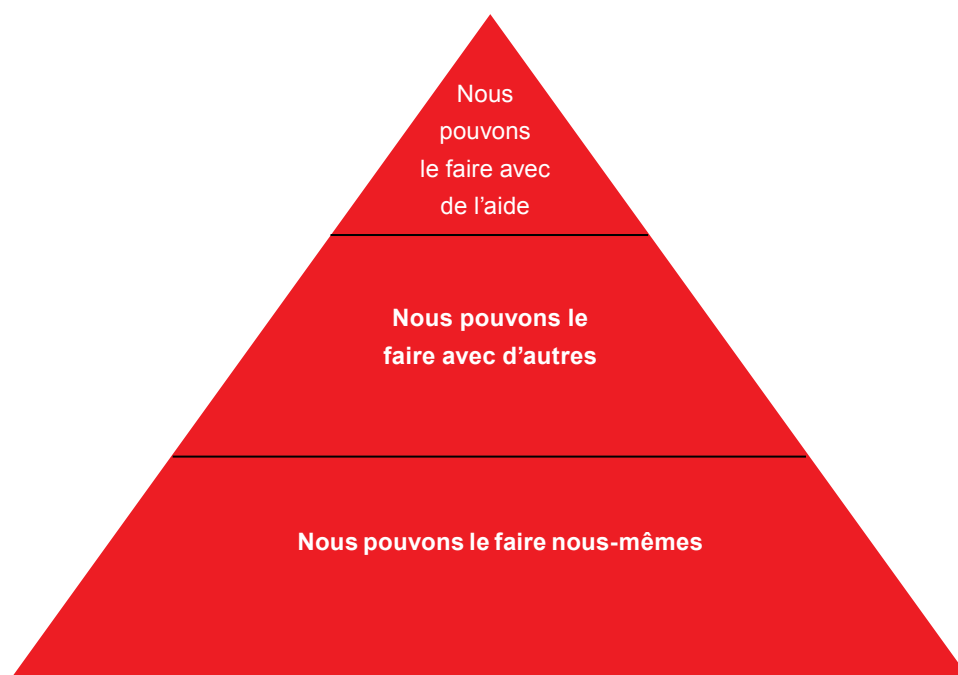 Nous
pouvons
le faire avec
de l’aide
Nous pouvons le
faire avec d’autres
Nous pouvons le faire nous-mêmes